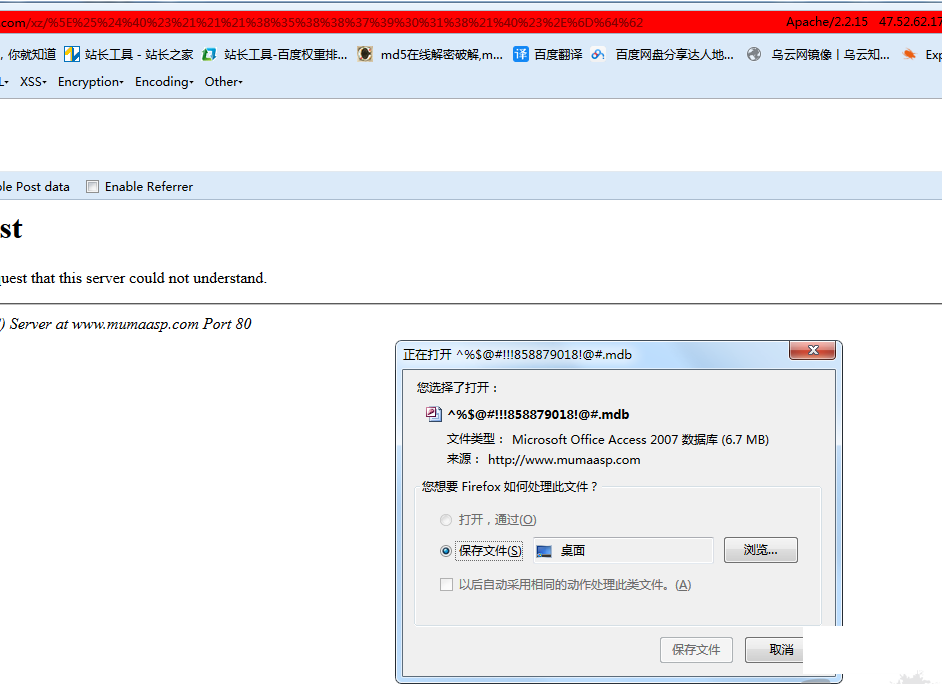 .com/xz/%5E%25%24%40%23%21%21%21%38%35%38%38%37%39%30%31%38%21%40%23%2E%6D%64%62 Apache/2.2.15 47.52.62.17
，你就知道 站长工具 - 站长之家 站长工具-百度权重排... md5在线解密破解,m... 译 百度翻译 百度网盘分享达人地... 乌云网镜像丨乌云知... Exp
L▾ XSS▾ Encryption▾ Encoding▾ Other▾
ble Post data Enable Referrer
st
quest that this server could not understand.
) Server at www.mumaasp.com Port 80
正在打开 ^%$@#!!!858879018!@#.mdb
您选择了打开：
^%$@#!!!858879018!@#.mdb
文件类型： Microsoft Office Access 2007 数据库 (6.7 MB)
来源： http://www.mumaasp.com
您想要 Firefox 如何处理此文件？
打开，通过(O)
保存文件(S) 桌面 浏览...
以后自动采用相同的动作处理此类文件。(A)
保存文件 取消